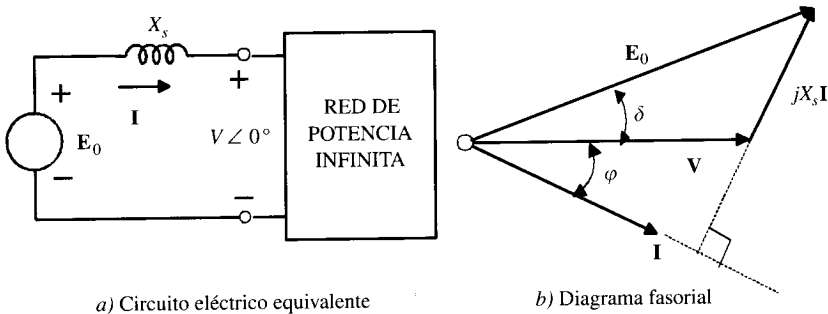 X_s
+
I
+
E_0
V∠0°
RED DE
POTENCIA
INFINITA
−
−
a) Circuito eléctrico equivalente
E_0
jX_sI
δ
V
φ
I
b) Diagrama fasorial